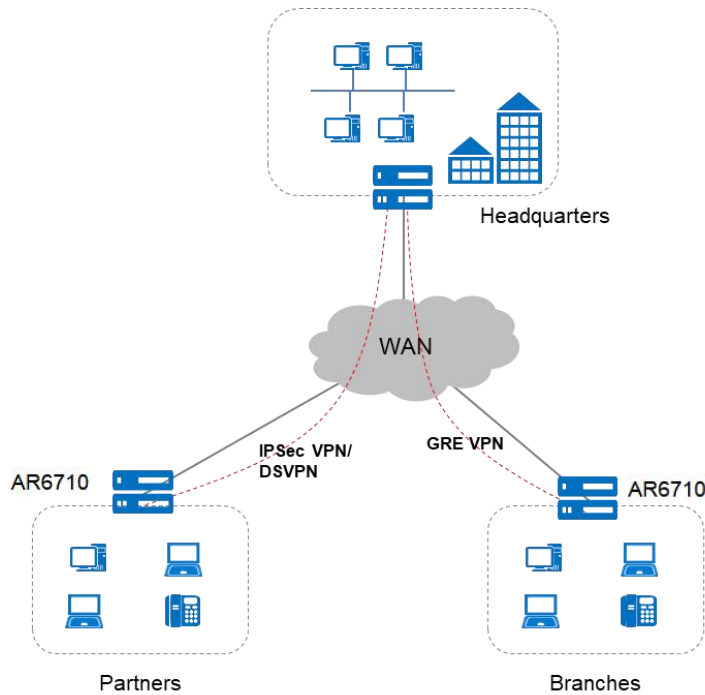 Headquarters
WAN
IPSec VPN/
DSVPN
GRE VPN
AR6710
AR6710
Partners
Branches